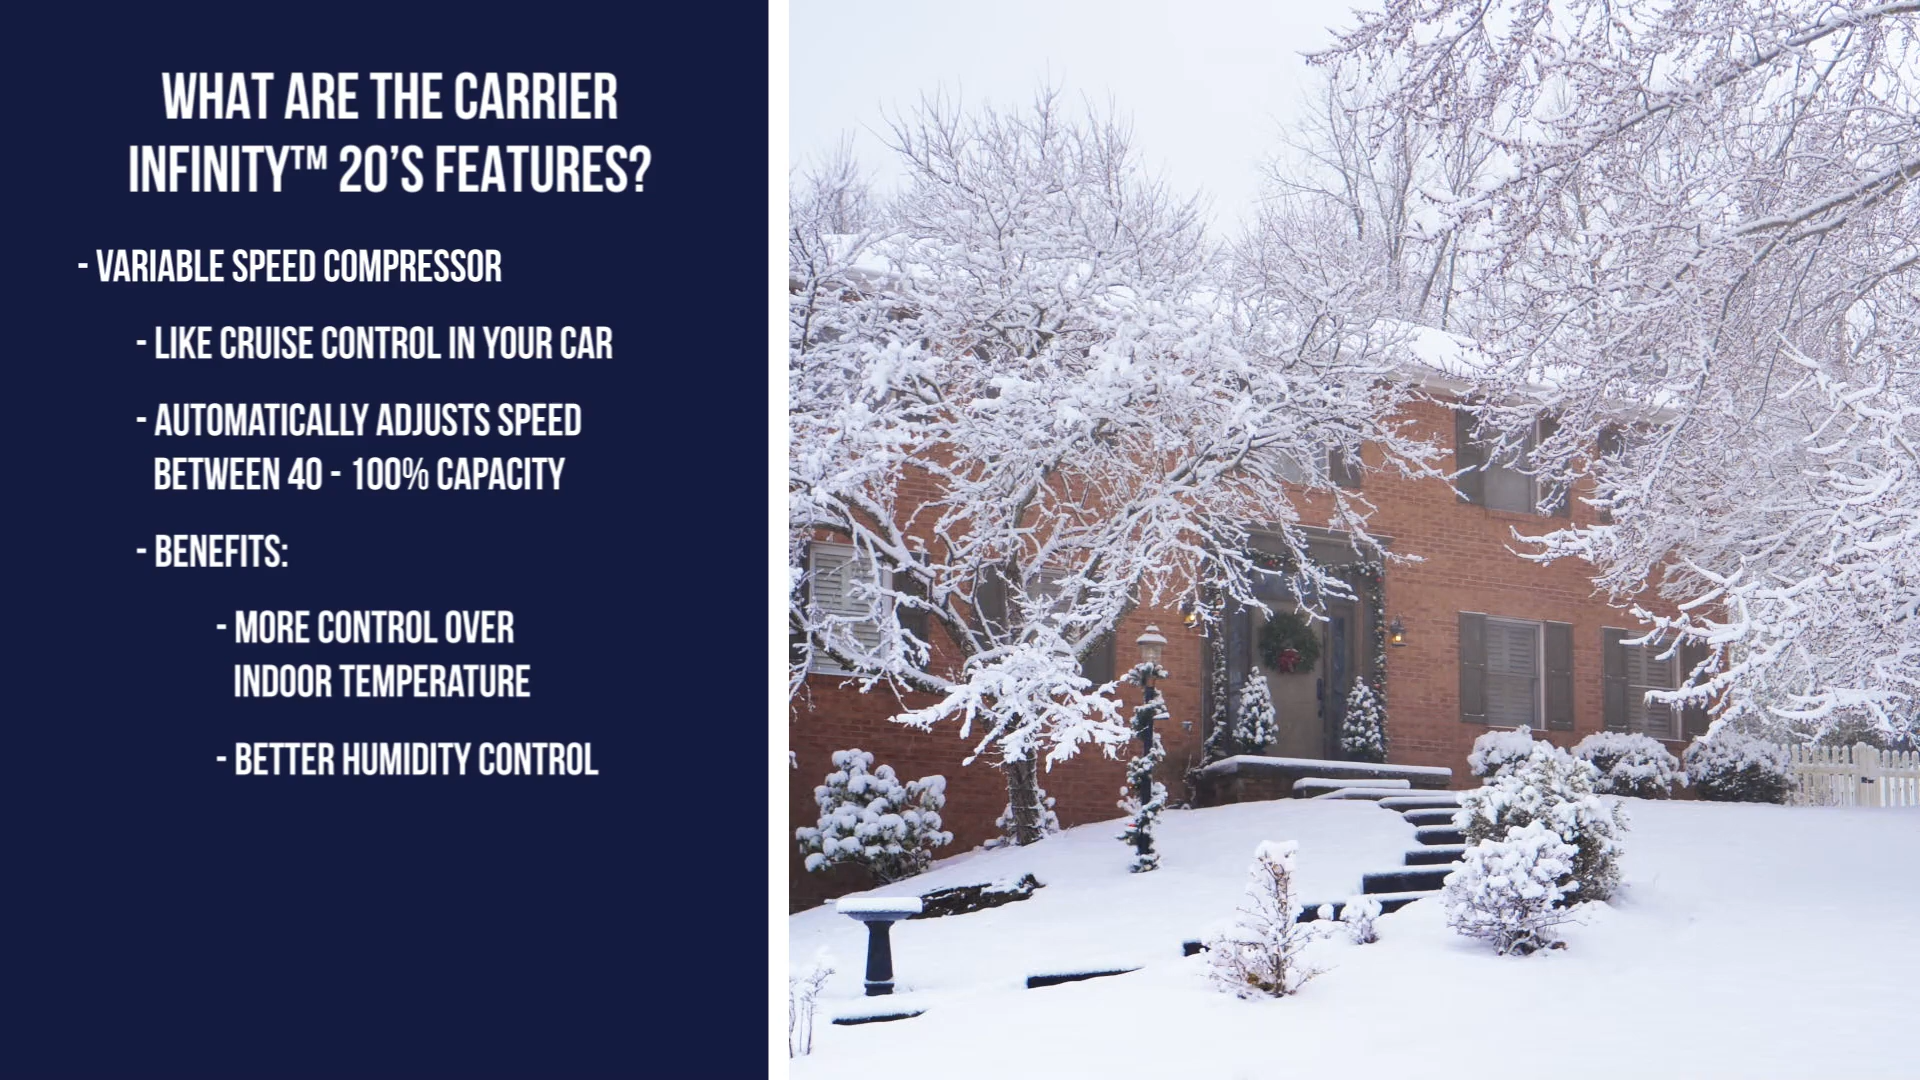 WHAT ARE THE CARRIER
INFINITY™ 20'S FEATURES?
- VARIABLE SPEED COMPRESSOR
- LIKE CRUISE CONTROL IN YOUR CAR
- AUTOMATICALLY ADJUSTS SPEED
BETWEEN 40 - 100% CAPACITY
- BENEFITS:
- MORE CONTROL OVER
INDOOR TEMPERATURE
- BETTER HUMIDITY CONTROL